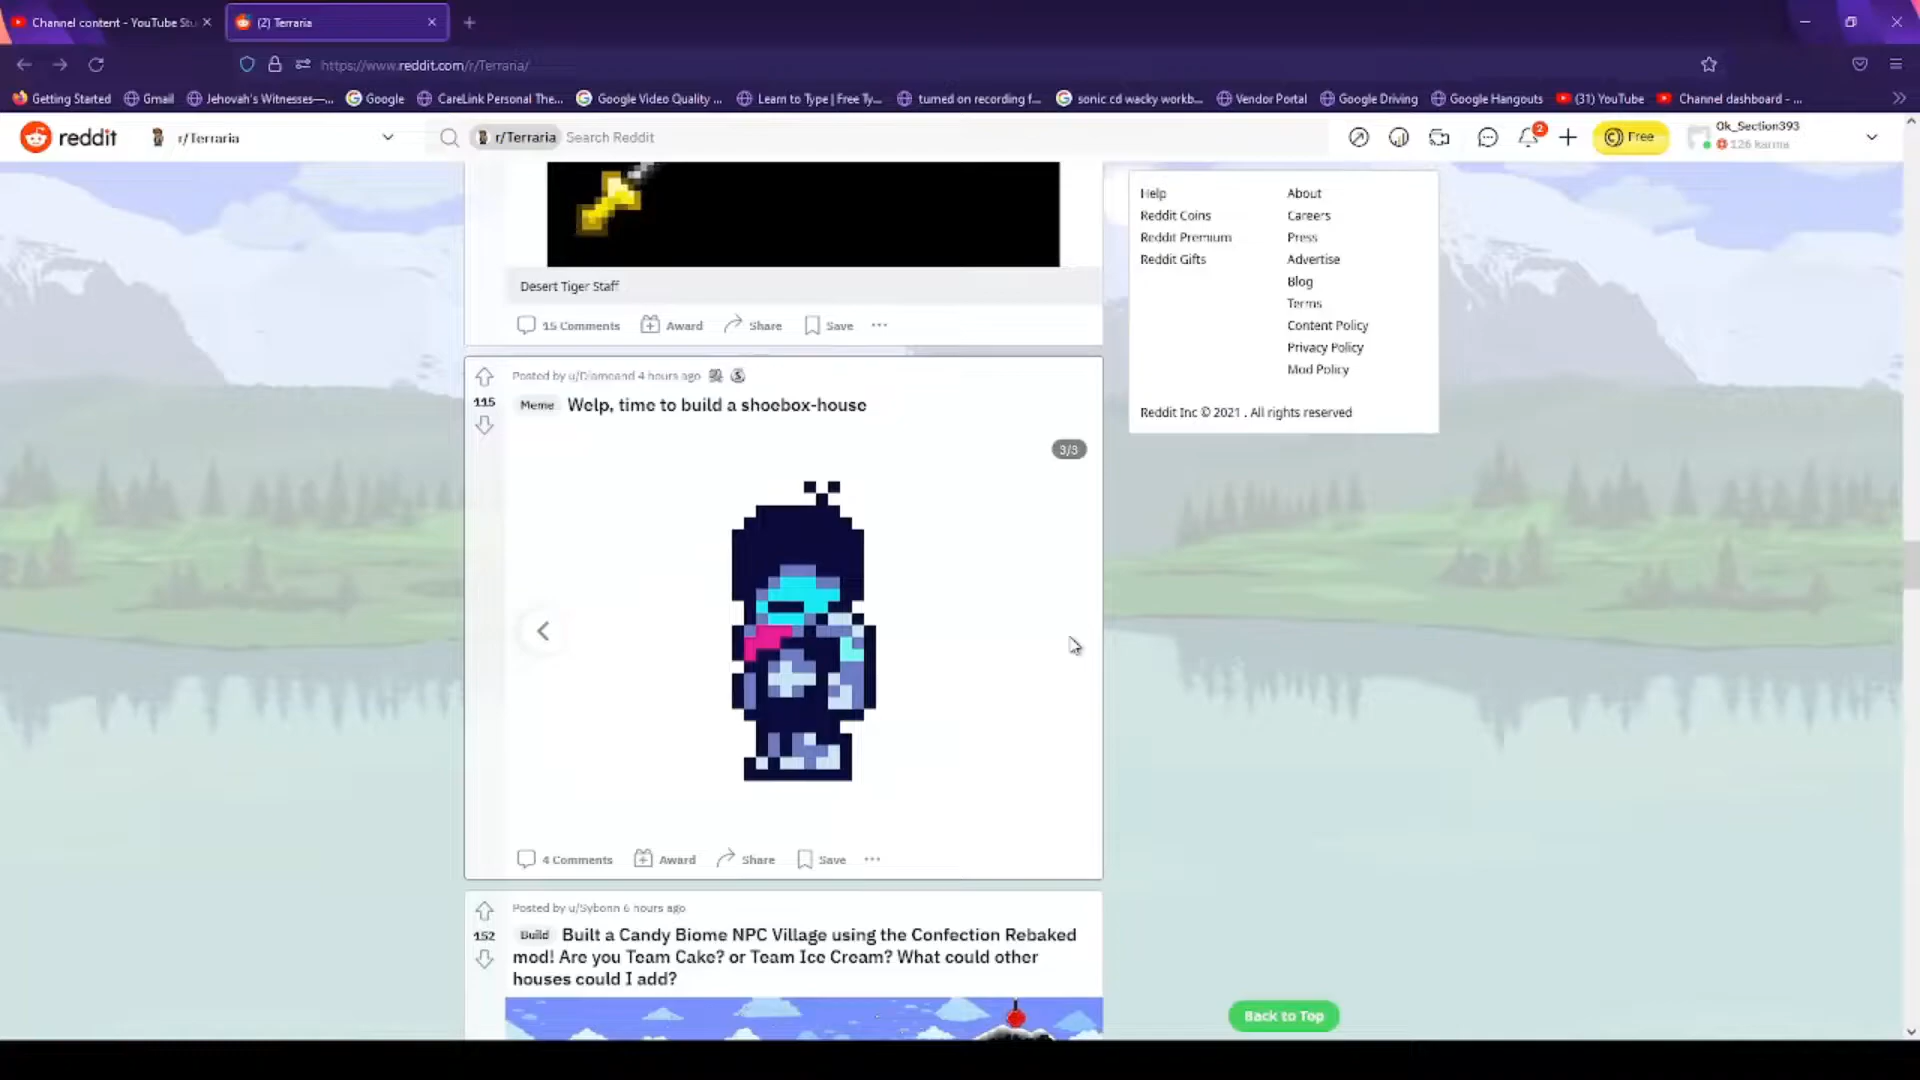 Channel content - YouTube Stu
(2) Terraria
https://www.reddit.com/r/Terraria/
Getting Started
Gmail
Jehovah's Witnesses—...
Google
CareLink Personal The...
Google Video Quality ...
Learn to Type | Free Ty...
turned on recording f...
sonic cd wacky workb...
Vendor Portal
Google Driving
Google Hangouts
(31) YouTube
Channel dashboard - ...
reddit
r/Terraria
r/Terraria Search Reddit
2
Free
Ok_Section393
126 karma
Help
About
Reddit Coins
Careers
Reddit Premium
Press
Reddit Gifts
Advertise
Blog
Terms
Content Policy
Privacy Policy
Mod Policy
Reddit Inc © 2021 . All rights reserved
Desert Tiger Staff
15 Comments Award Share Save
Posted by u/Diamcand 4 hours ago
115
Meme Welp, time to build a shoebox-house
3/3
4 Comments Award Share Save
Posted by u/Sybonn 6 hours ago
152
Build Built a Candy Biome NPC Village using the Confection Rebaked
mod! Are you Team Cake? or Team Ice Cream? What could other
houses could I add?
Back to Top